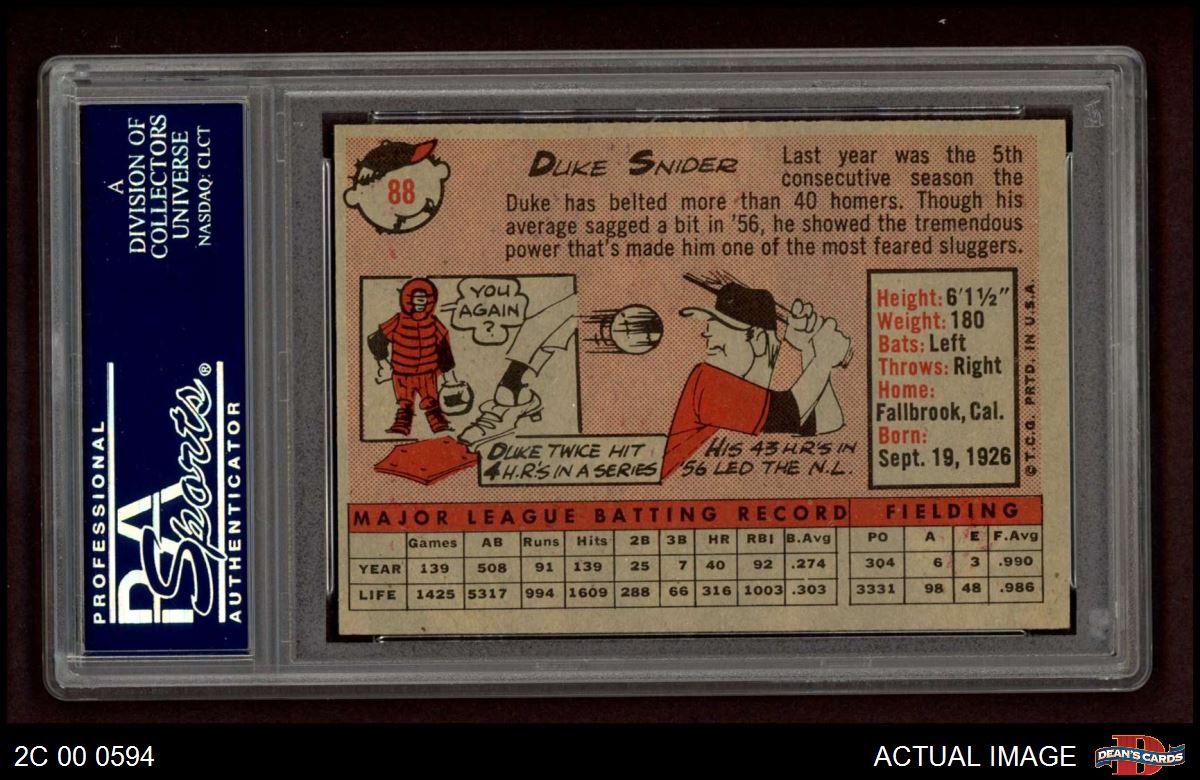 A
DIVISION OF
COLLECTORS
UNIVERSE
NASDAQ: CLCT
PROFESSIONAL
PSA
Sports®
AUTHENTICATOR
88
DUKE SNIDER
Last year was the 5th
consecutive season the
Duke has belted more than 40 homers. Though his
average sagged a bit in '56, he showed the tremendous
power that's made him one of the most feared sluggers.
YOU
AGAIN
?
DUKE TWICE HIT
4 H.R.'S IN A SERIES
HIS 43 H.R.'S IN
'56 LED THE N.L.
Height: 6'1½"
Weight: 180
Bats: Left
Throws: Right
Home:
Fallbrook, Cal.
Born:
Sept. 19, 1926
© T.C.G. PRTD. IN U.S.A.
MAJOR LEAGUE BATTING RECORD FIELDING
Games AB Runs Hits 2B 3B HR RBI B.Avg PO A E F.Avg
YEAR 139 508 91 139 25 7 40 92 .274 304 6 3 .990
LIFE 1425 5317 994 1609 288 66 316 1003 .303 3331 98 48 .986
2C 00 0594
ACTUAL IMAGE
D
DEAN'S CARDS